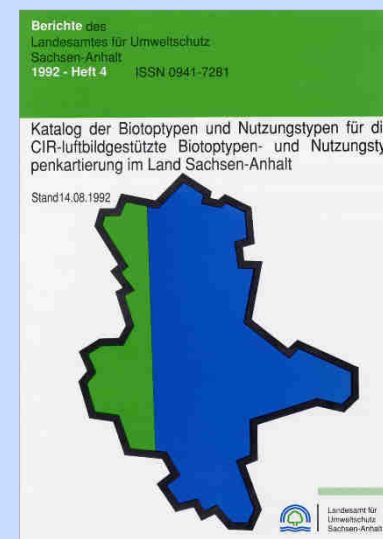 Berichte des
Landesamtes für Umweltschutz
Sachsen-Anhalt
1992 - Heft 4 ISSN 0941-7281
Katalog der Biotoptypen und Nutzungstypen für di
CIR-luftbildgestützte Biotoptypen- und Nutzungsty
penkartierung im Land Sachsen-Anhalt
Stand14.08.1992
Landesamt für
Umweltschutz
Sachsen-Anhalt